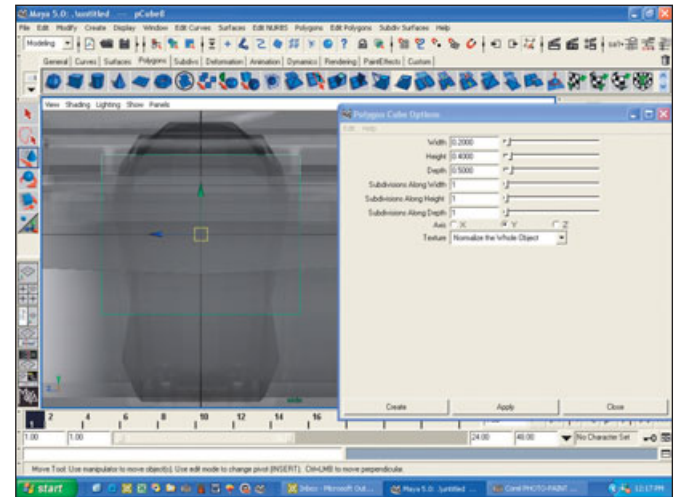 Maya 5.0: .\untitled --- pCube8
File Edit Modify Create Display Window Edit Curves Surfaces Edit NURBS Polygons Edit Polygons Subdiv Surfaces Help
Modeling
General Curves Surfaces Polygons Subdivs Deformation Animation Dynamics Rendering PaintEffects Custom
View Shading Lighting Show Panels
Polygon Cube Options
Edit Help
Width 0.2000
Height 0.4000
Depth 0.5000
Subdivisions Along Width 1
Subdivisions Along Height 1
Subdivisions Along Depth 1
Axis X Y Z
Texture Normalize the Whole Object
side
Create Apply Close
1 2 4 6 8 10 12 14 16
1.00 1.00 24.00 48.00 No Character Set
Move Tool: Use manipulator to move object(s). Use edit mode to change pivot (INSERT). Ctrl+LMB to move perpendicular.
start Inbox - Microsoft Out... Maya 5.0: .\untitled ... Corel PHOTO-PAINT ... 12:17 PM